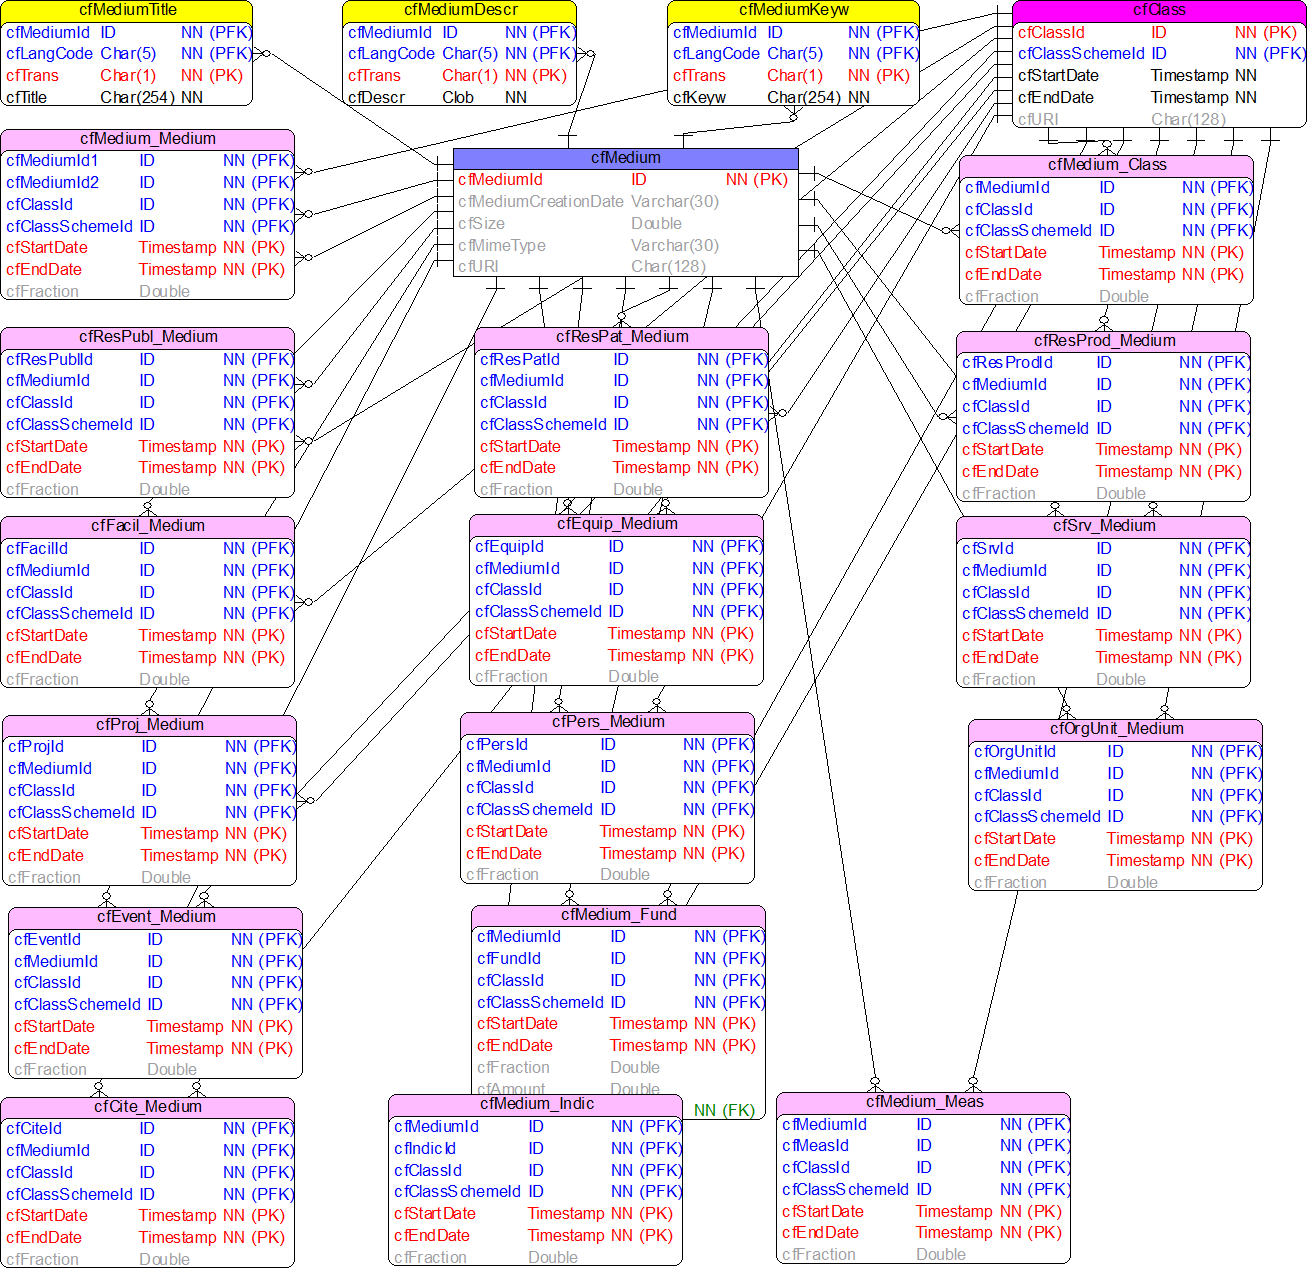 cfMediumTitle
cfMediumId ID NN (PFK)
cfLangCode Char(5) NN (PFK)
cfTrans Char(1) NN (PK)
cfTitle Char(254) NN
cfMediumDescr
cfMediumId ID NN (PFK)
cfLangCode Char(5) NN (PFK)
cfTrans Char(1) NN (PK)
cfDescr Clob NN
cfMediumKeyw
cfMediumId ID NN (PFK)
cfLangCode Char(5) NN (PFK)
cfTrans Char(1) NN (PK)
cfKeyw Char(254) NN
cfClass
cfClassId ID NN (PK)
cfClassSchemeId ID NN (PFK)
cfStartDate Timestamp NN
cfEndDate Timestamp NN
cfURI Char(128)
cfMedium_Medium
cfMediumId1 ID NN (PFK)
cfMediumId2 ID NN (PFK)
cfClassId ID NN (PFK)
cfClassSchemeId ID NN (PFK)
cfStartDate Timestamp NN (PK)
cfEndDate Timestamp NN (PK)
cfFraction Double
cfMedium
cfMediumId ID NN (PK)
cfMediumCreationDate Varchar(30)
cfSize Double
cfMimeType Varchar(30)
cfURI Char(128)
cfMedium_Class
cfMediumId ID NN (PFK)
cfClassId ID NN (PFK)
cfClassSchemeId ID NN (PFK)
cfStartDate Timestamp NN (PK)
cfEndDate Timestamp NN (PK)
cfFraction Double
cfResPubl_Medium
cfResPublId ID NN (PFK)
cfMediumId ID NN (PFK)
cfClassId ID NN (PFK)
cfClassSchemeId ID NN (PFK)
cfStartDate Timestamp NN (PK)
cfEndDate Timestamp NN (PK)
cfFraction Double
cfResPat_Medium
cfResPatId ID NN (PFK)
cfMediumId ID NN (PFK)
cfClassId ID NN (PFK)
cfClassSchemeId ID NN (PFK)
cfStartDate Timestamp NN (PK)
cfEndDate Timestamp NN (PK)
cfFraction Double
cfResProd_Medium
cfResProdId ID NN (PFK)
cfMediumId ID NN (PFK)
cfClassId ID NN (PFK)
cfClassSchemeId ID NN (PFK)
cfStartDate Timestamp NN (PK)
cfEndDate Timestamp NN (PK)
cfFraction Double
cfFacil_Medium
cfFacilId ID NN (PFK)
cfMediumId ID NN (PFK)
cfClassId ID NN (PFK)
cfClassSchemeId ID NN (PFK)
cfStartDate Timestamp NN (PK)
cfEndDate Timestamp NN (PK)
cfFraction Double
cfEquip_Medium
cfEquipId ID NN (PFK)
cfMediumId ID NN (PFK)
cfClassId ID NN (PFK)
cfClassSchemeId ID NN (PFK)
cfStartDate Timestamp NN (PK)
cfEndDate Timestamp NN (PK)
cfFraction Double
cfSrv_Medium
cfSrvId ID NN (PFK)
cfMediumId ID NN (PFK)
cfClassId ID NN (PFK)
cfClassSchemeId ID NN (PFK)
cfStartDate Timestamp NN (PK)
cfEndDate Timestamp NN (PK)
cfFraction Double
cfProj_Medium
cfProjId ID NN (PFK)
cfMediumId ID NN (PFK)
cfClassId ID NN (PFK)
cfClassSchemeId ID NN (PFK)
cfStartDate Timestamp NN (PK)
cfEndDate Timestamp NN (PK)
cfFraction Double
cfPers_Medium
cfPersId ID NN (PFK)
cfMediumId ID NN (PFK)
cfClassId ID NN (PFK)
cfClassSchemeId ID NN (PFK)
cfStartDate Timestamp NN (PK)
cfEndDate Timestamp NN (PK)
cfFraction Double
cfOrgUnit_Medium
cfOrgUnitId ID NN (PFK)
cfMediumId ID NN (PFK)
cfClassId ID NN (PFK)
cfClassSchemeId ID NN (PFK)
cfStartDate Timestamp NN (PK)
cfEndDate Timestamp NN (PK)
cfFraction Double
cfEvent_Medium
cfEventId ID NN (PFK)
cfMediumId ID NN (PFK)
cfClassId ID NN (PFK)
cfClassSchemeId ID NN (PFK)
cfStartDate Timestamp NN (PK)
cfEndDate Timestamp NN (PK)
cfFraction Double
cfMedium_Fund
cfMediumId ID NN (PFK)
cfFundId ID NN (PFK)
cfClassId ID NN (PFK)
cfClassSchemeId ID NN (PFK)
cfStartDate Timestamp NN (PK)
cfEndDate Timestamp NN (PK)
cfFraction Double
cfAmount Double
NN (FK)
cfCite_Medium
cfCiteId ID NN (PFK)
cfMediumId ID NN (PFK)
cfClassId ID NN (PFK)
cfClassSchemeId ID NN (PFK)
cfStartDate Timestamp NN (PK)
cfEndDate Timestamp NN (PK)
cfFraction Double
cfMedium_Indic
cfMediumId ID NN (PFK)
cfIndicId ID NN (PFK)
cfClassId ID NN (PFK)
cfClassSchemeId ID NN (PFK)
cfStartDate Timestamp NN (PK)
cfEndDate Timestamp NN (PK)
cfFraction Double
cfMedium_Meas
cfMediumId ID NN (PFK)
cfMeasId ID NN (PFK)
cfClassId ID NN (PFK)
cfClassSchemeId ID NN (PFK)
cfStartDate Timestamp NN (PK)
cfEndDate Timestamp NN (PK)
cfFraction Double